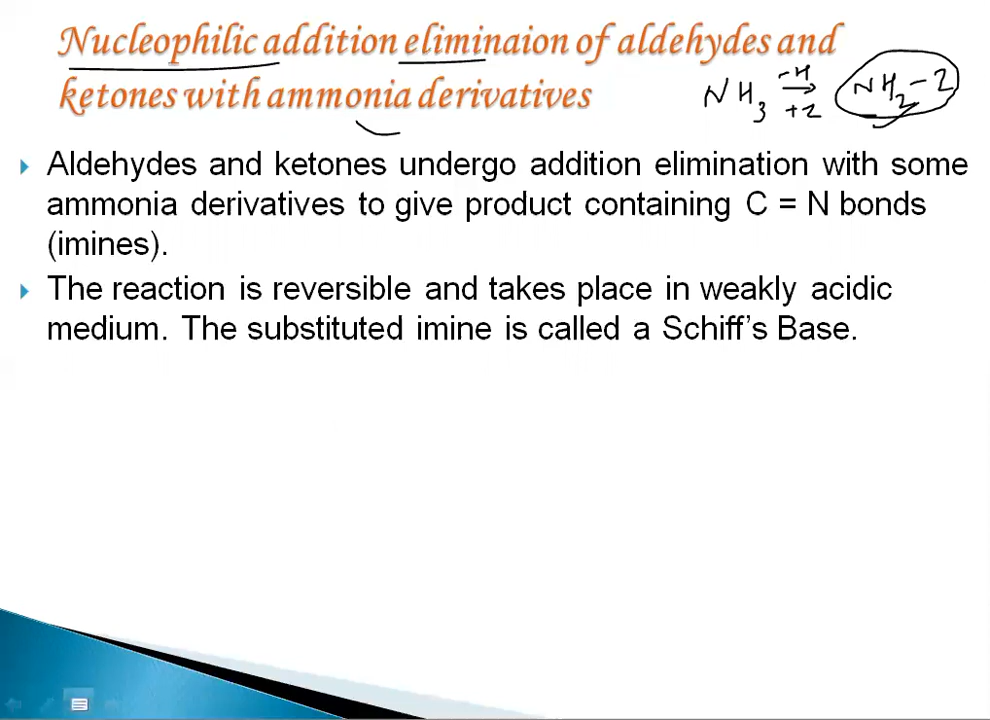 Nucleophilic addition eliminaion of aldehydes and
ketones with ammonia derivatives
NH3 -H → +Z NH2-Z
Aldehydes and ketones undergo addition elimination with some
ammonia derivatives to give product containing C = N bonds
(imines).
The reaction is reversible and takes place in weakly acidic
medium. The substituted imine is called a Schiff’s Base.